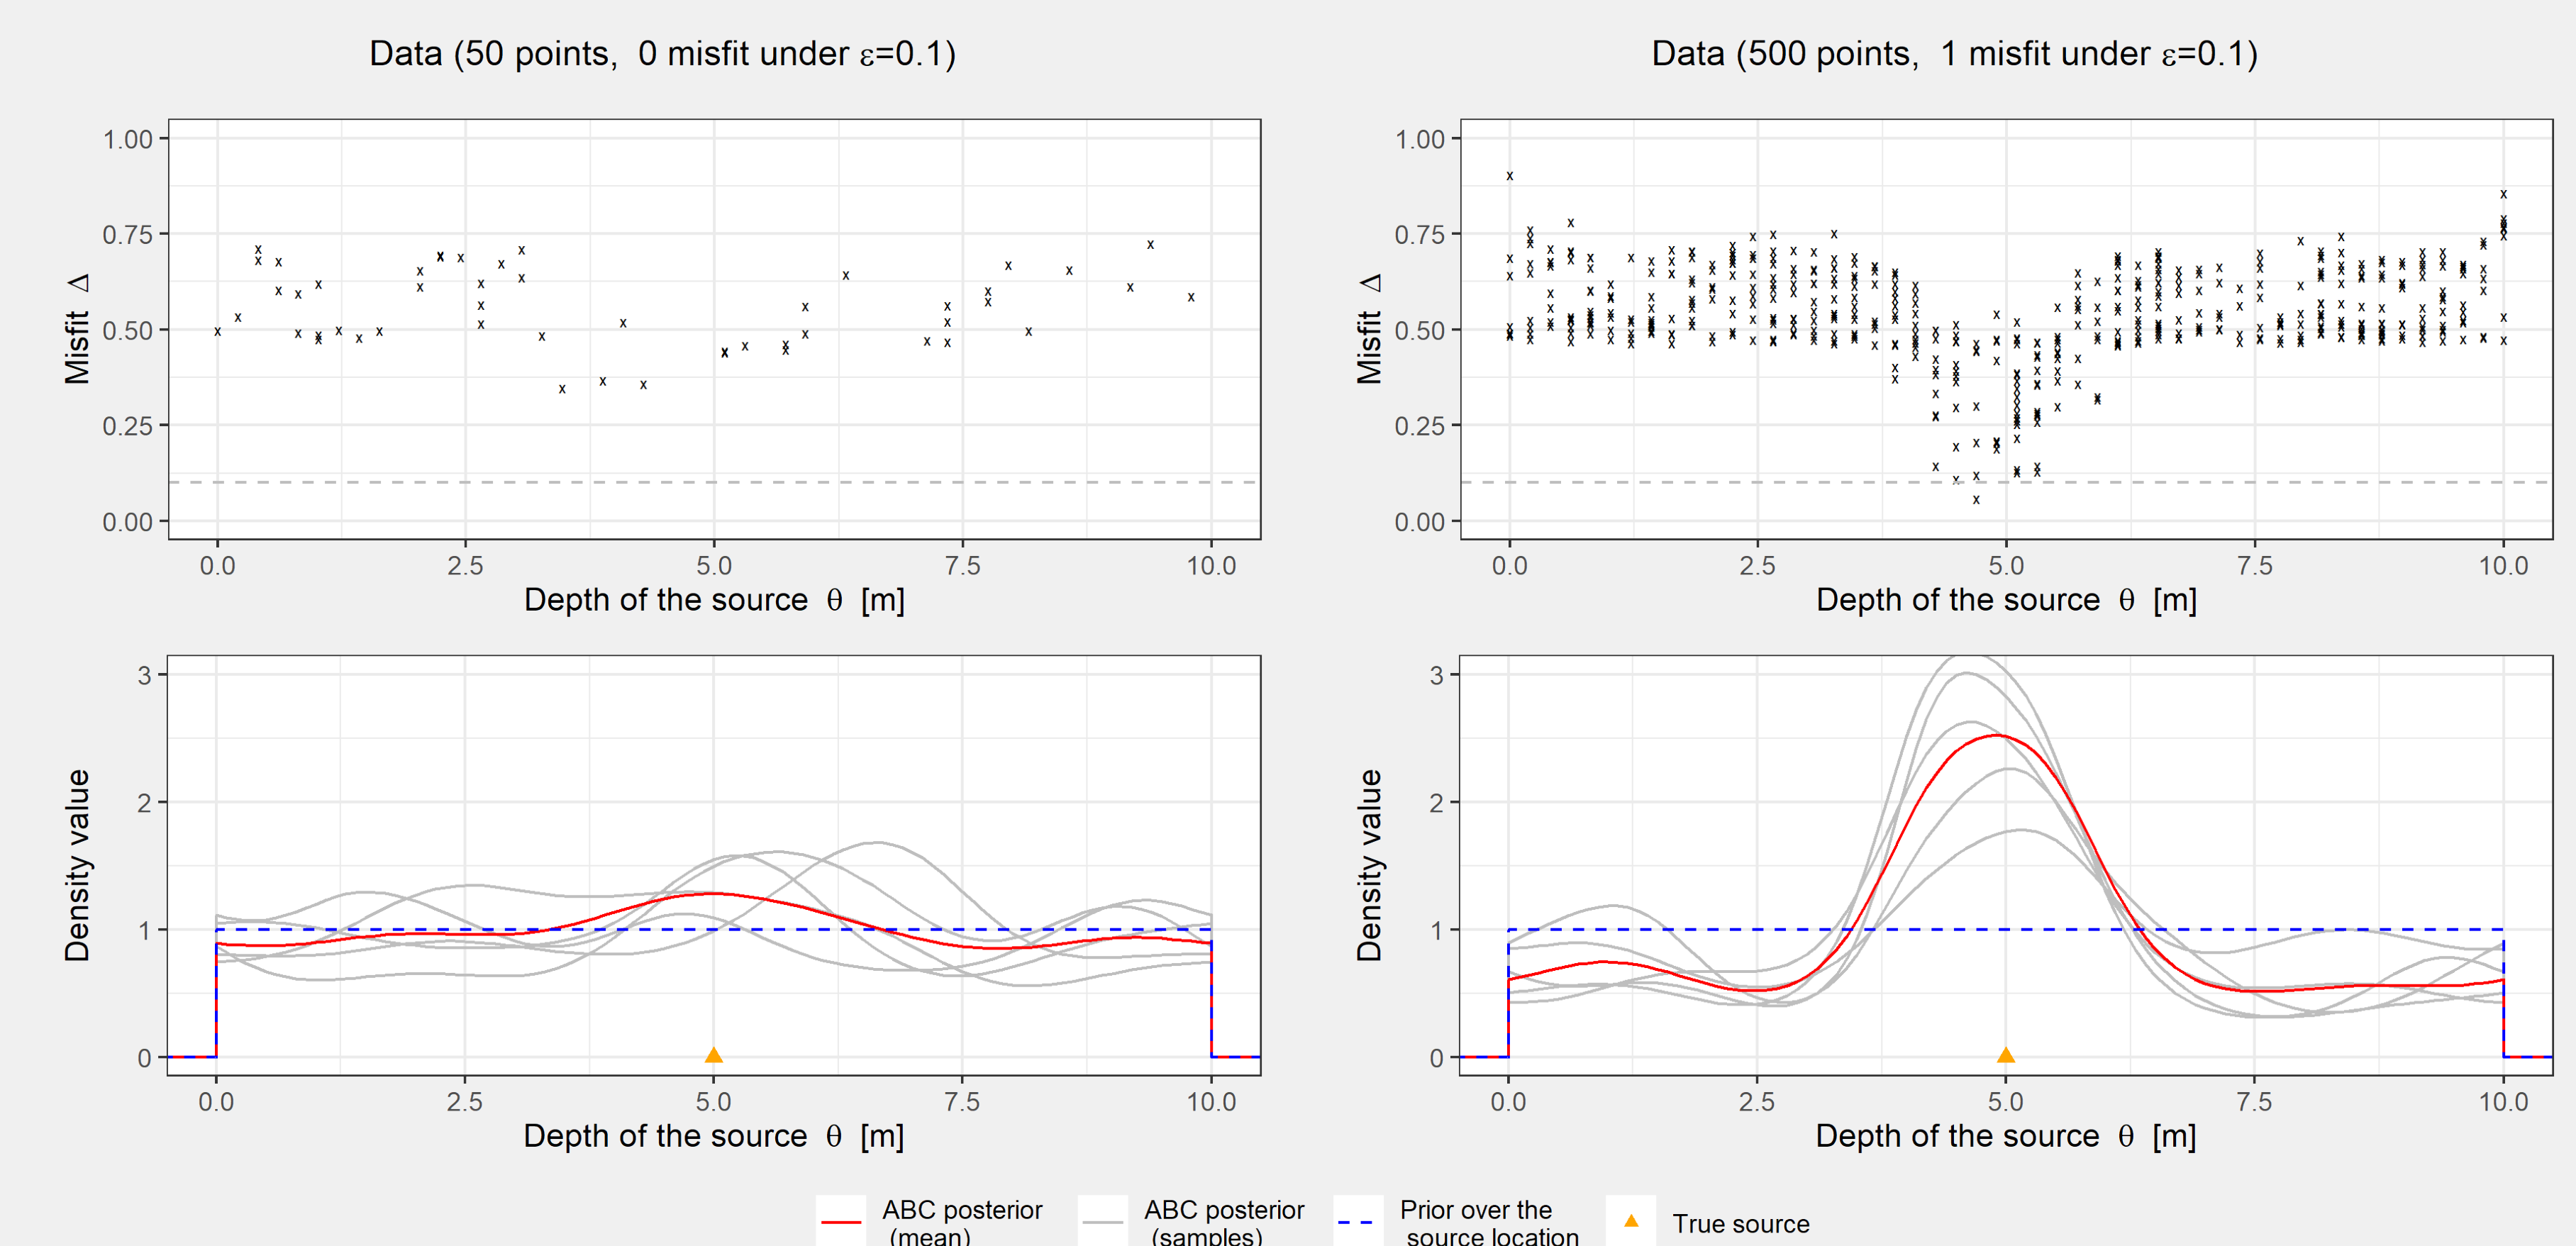 Data (50 points,  0 misfit under ε=0.1)
Data (500 points,  1 misfit under ε=0.1)
1.00
0.75
0.50
0.25
0.00
Misfit Δ
0.0 2.5 5.0 7.5 10.0
Depth of the source θ [m]
1.00
0.75
0.50
0.25
0.00
Misfit Δ
0.0 2.5 5.0 7.5 10.0
Depth of the source θ [m]
3
2
1
0
Density value
0.0 2.5 5.0 7.5 10.0
Depth of the source θ [m]
3
2
1
0
Density value
0.0 2.5 5.0 7.5 10.0
Depth of the source θ [m]
ABC posterior
(mean)
ABC posterior
(samples)
Prior over the
source location
True source